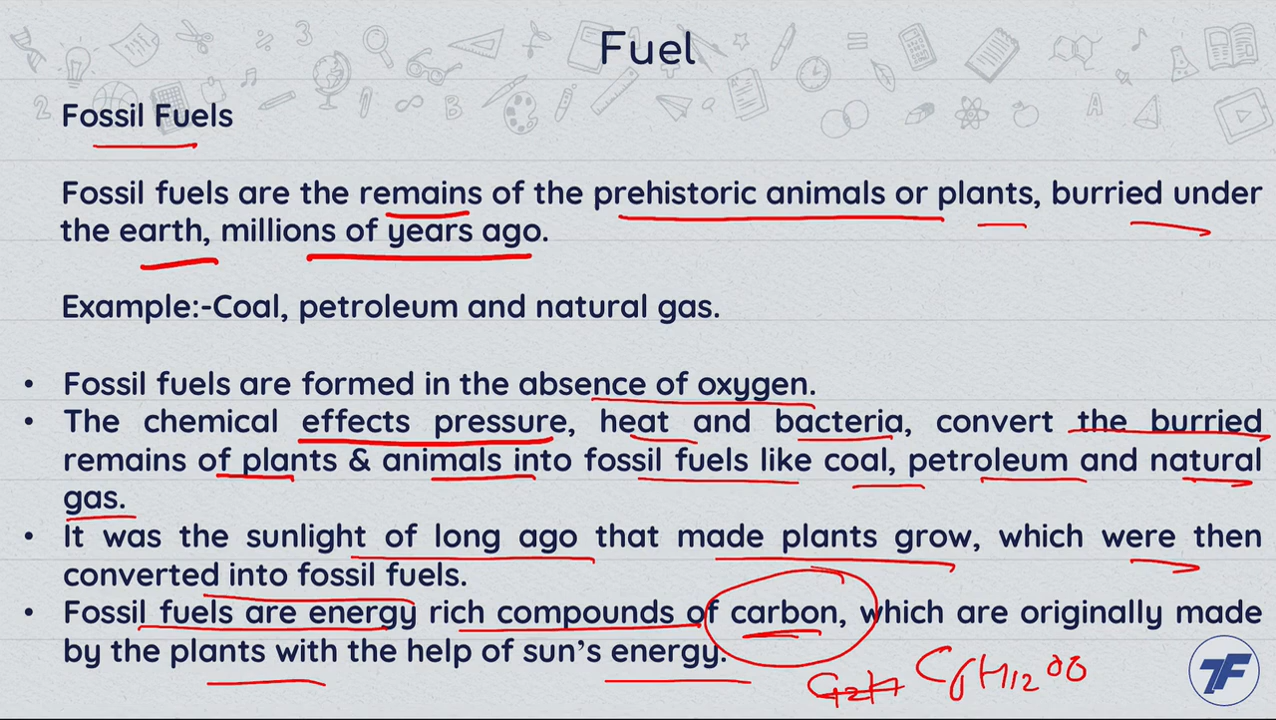 Fuel
Fossil Fuels
Fossil fuels are the remains of the prehistoric animals or plants, burried under
the earth, millions of years ago.
Example:-Coal, petroleum and natural gas.
• Fossil fuels are formed in the absence of oxygen.
• The chemical effects pressure, heat and bacteria, convert the burried
remains of plants & animals into fossil fuels like coal, petroleum and natural
gas.
• It was the sunlight of long ago that made plants grow, which were then
converted into fossil fuels.
• Fossil fuels are energy rich compounds of carbon, which are originally made
by the plants with the help of sun's energy.
C6H12O6